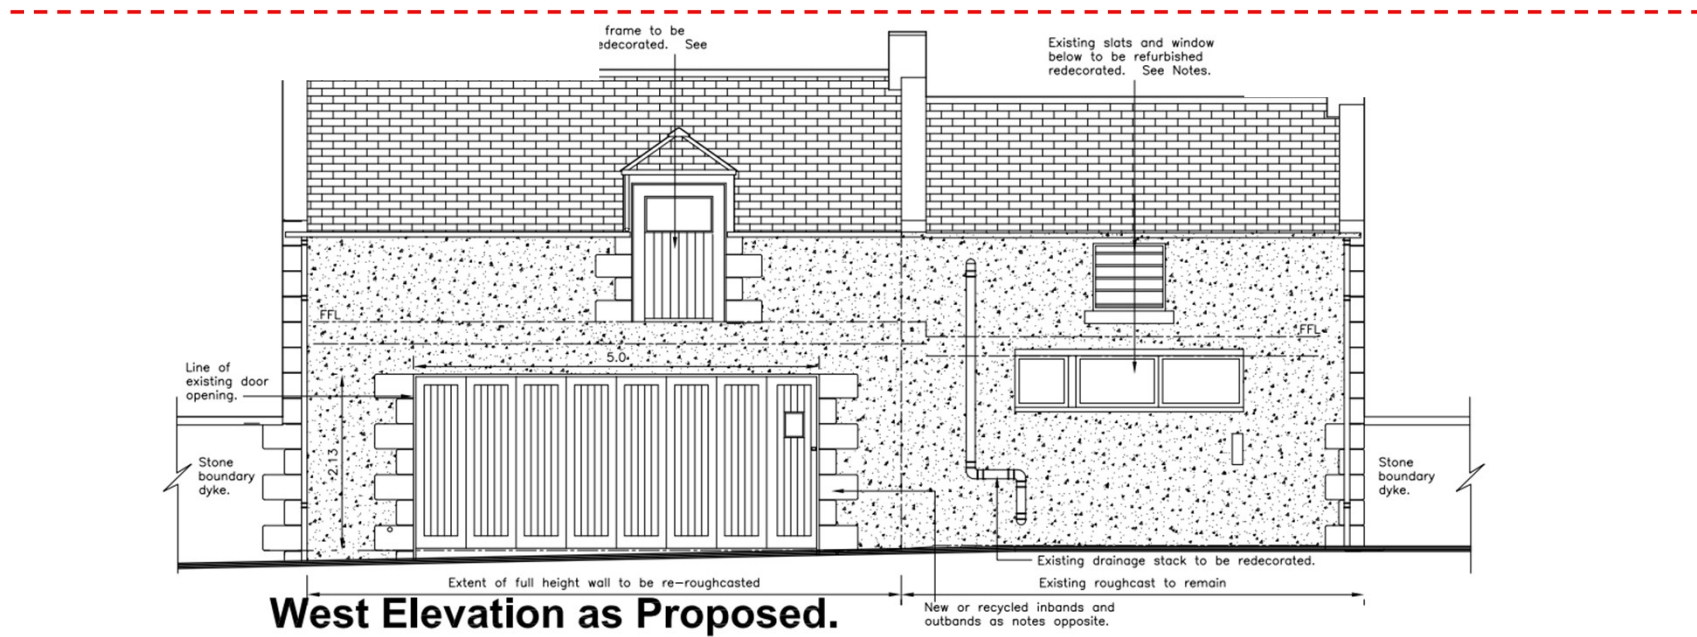 frame to be
edecorated. See
Existing slats and window
below to be refurbished
redecorated. See Notes.
FFL
FFL
5.0
Line of
existing door
opening.
2.13
Stone
boundary
dyke.
Stone
boundary
dyke.
Existing drainage stack to be redecorated.
Extent of full height wall to be re-roughcasted
Existing roughcast to remain
New or recycled inbands and
outbands as notes opposite.
West Elevation as Proposed.